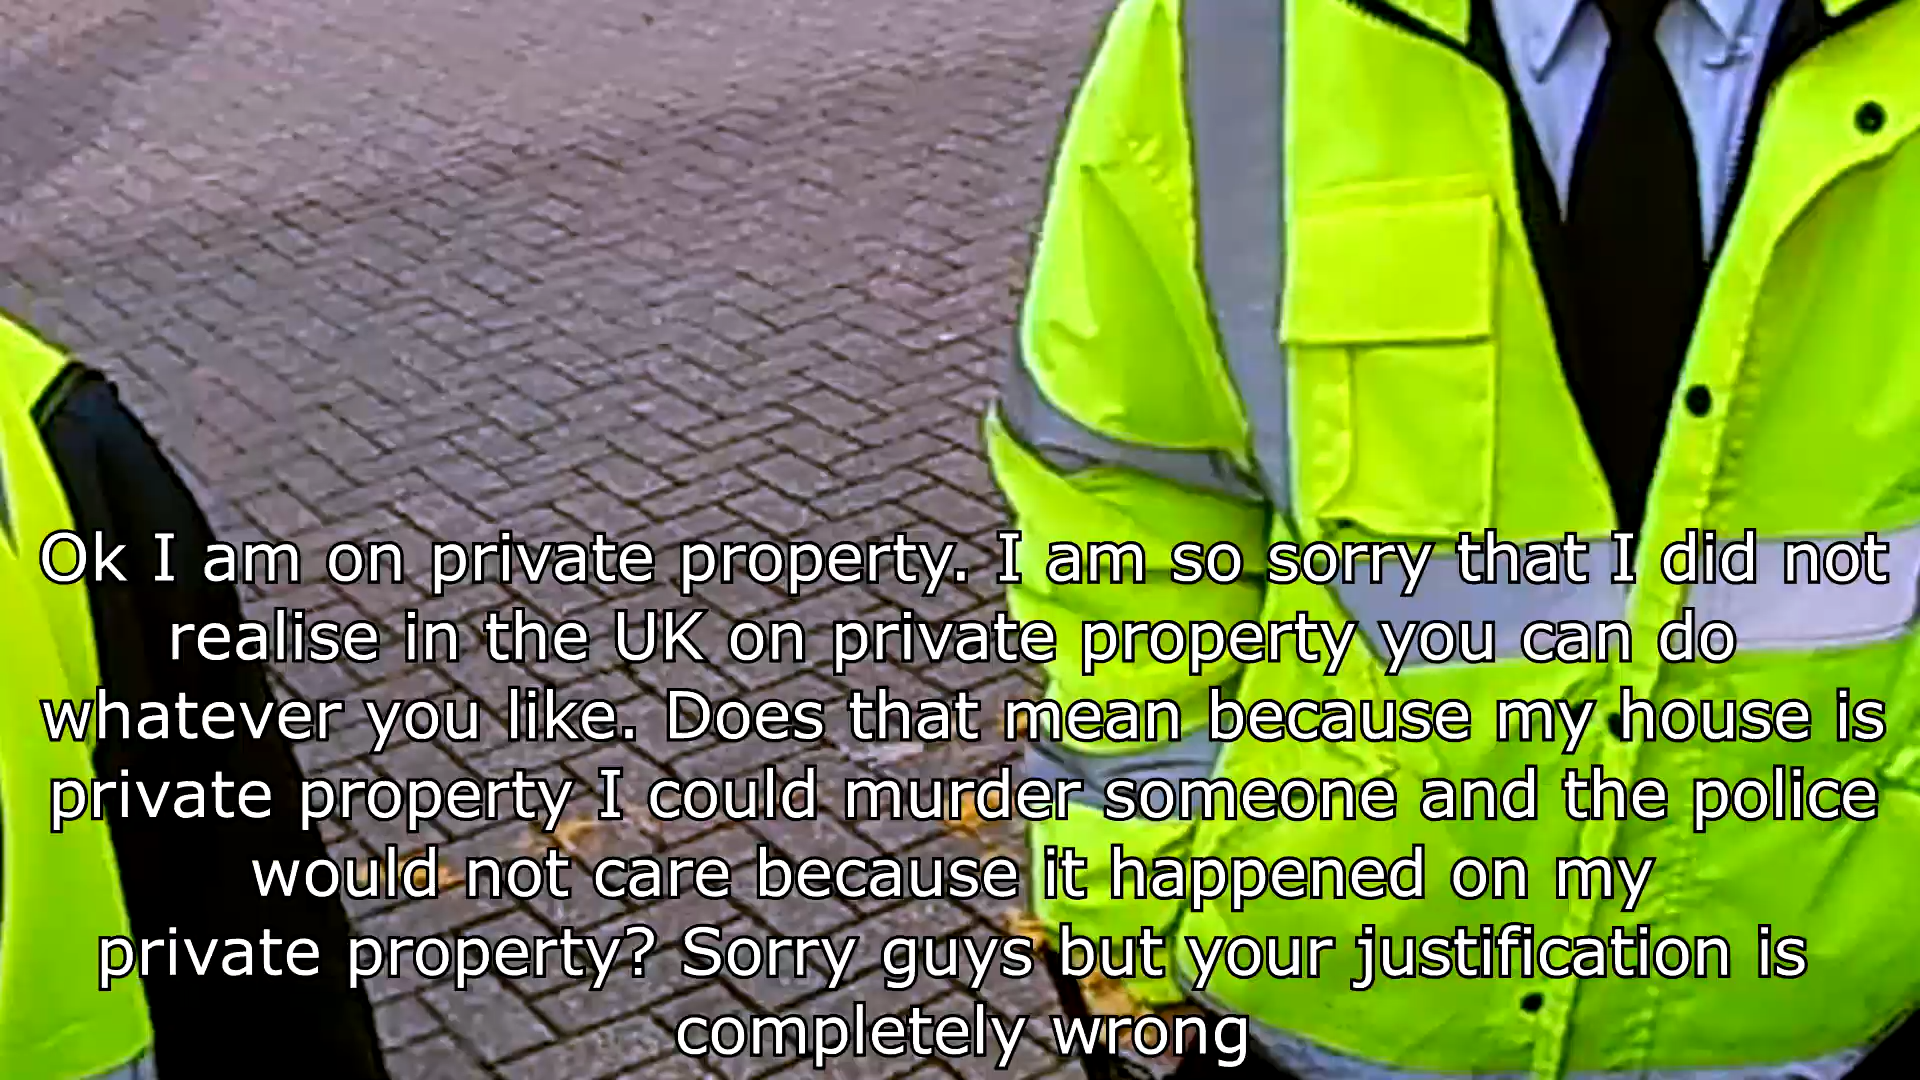 Ok I am on private property. I am so sorry that I did not
realise in the UK on private property you can do
whatever you like. Does that mean because my house is
private property I could murder someone and the police
would not care because it happened on my
private property? Sorry guys but your justification is
completely wrong